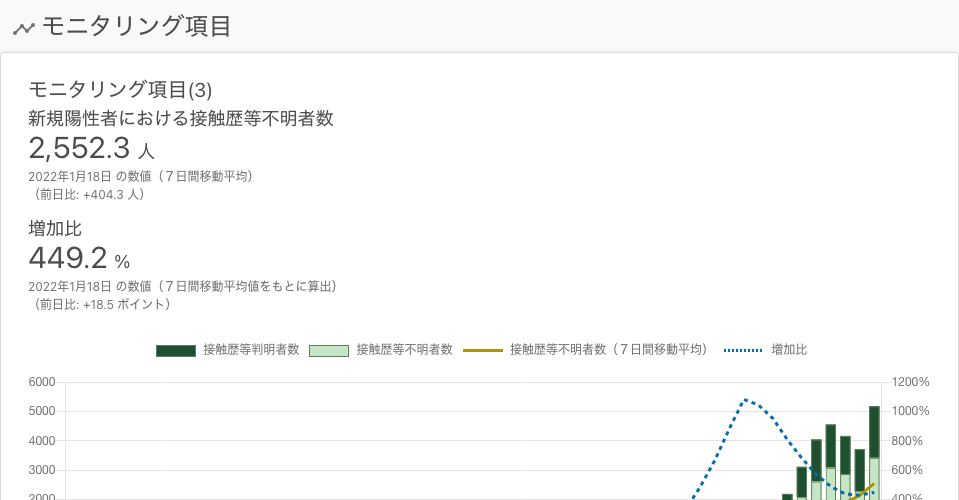 モニタリング項目
モニタリング項目(3)
新規陽性者における接触歴等不明者数
2,552.3 人
2022年1月18日 の数値（７日間移動平均）
（前日比: +404.3 人）
増加比
449.2 %
2022年1月18日 の数値（７日間移動平均値をもとに算出）
（前日比: +18.5 ポイント）
接触歴等判明者数 接触歴等不明者数 接触歴等不明者数（７日間移動平均） 増加比
6000 1200%
5000 1000%
4000 800%
3000 600%
2000 400%